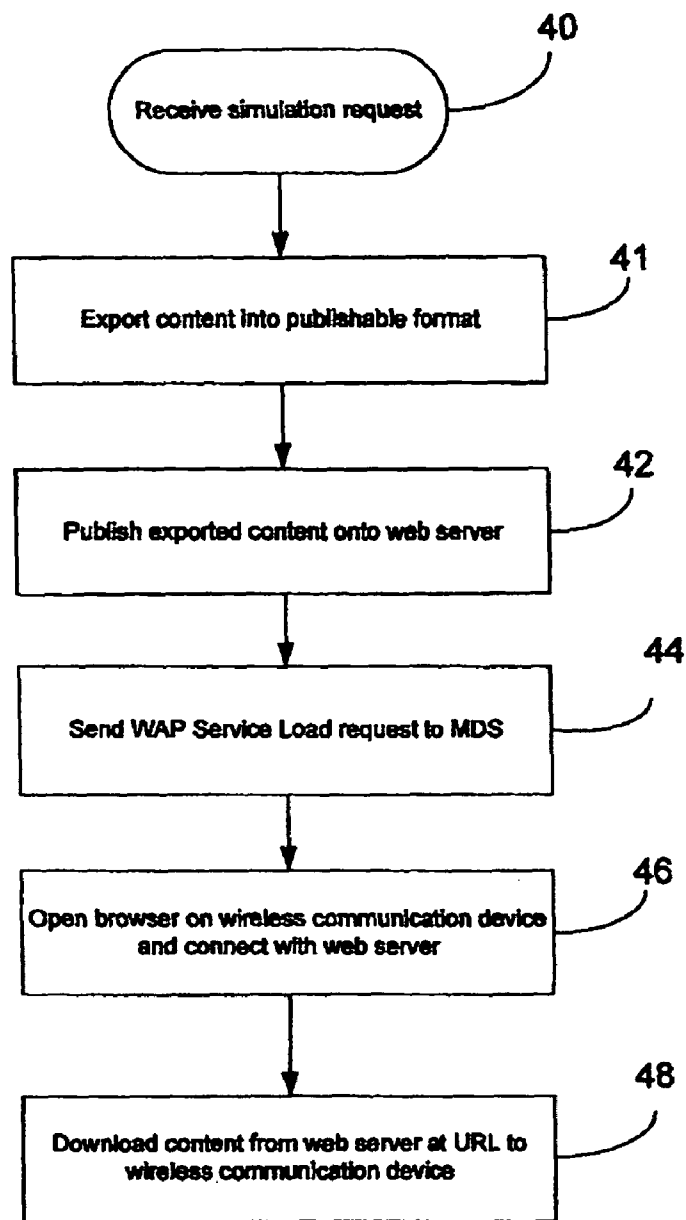 40
Receive simulation request
41
Export content into publishable format
42
Publish exported content onto web server
44
Send WAP Service Load request to MDS
46
Open browser on wireless communication device
and connect with web server
48
Download content from web server at URL to
wireless communication device